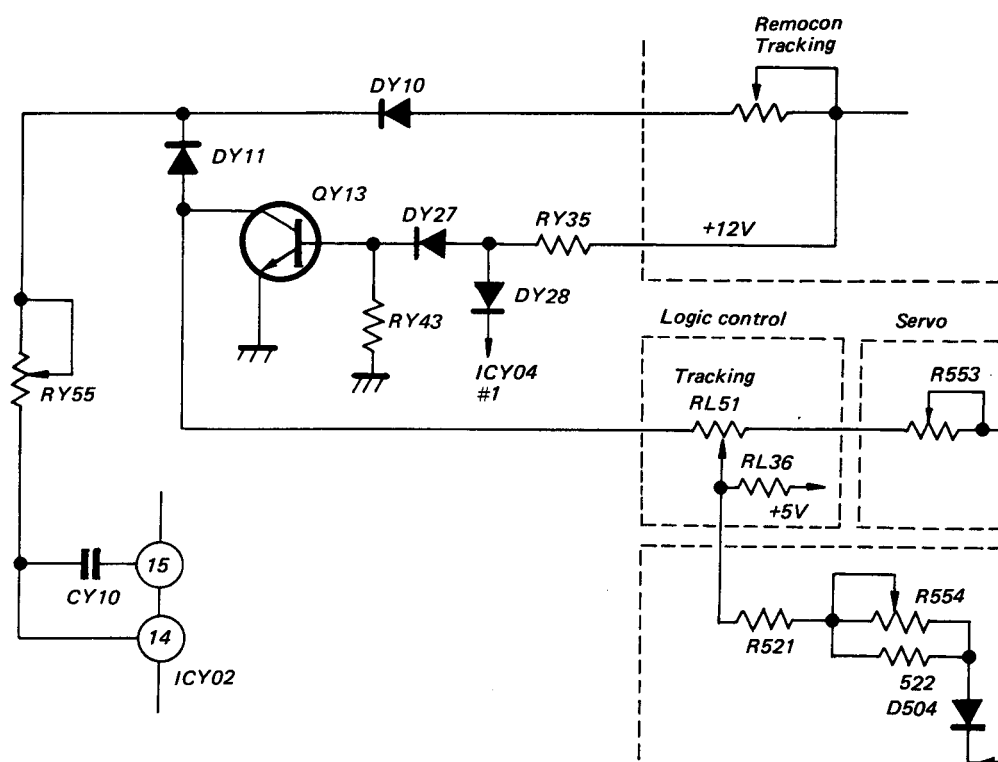 Remocon
Tracking
DY10
DY11
QY13
DY27
RY35
+12V
DY28
RY43
ICY04
#1
RY55
Logic control
Servo
Tracking
RL51
R553
RL36
+5V
15
CY10
14
ICY02
R554
R521
522
D504